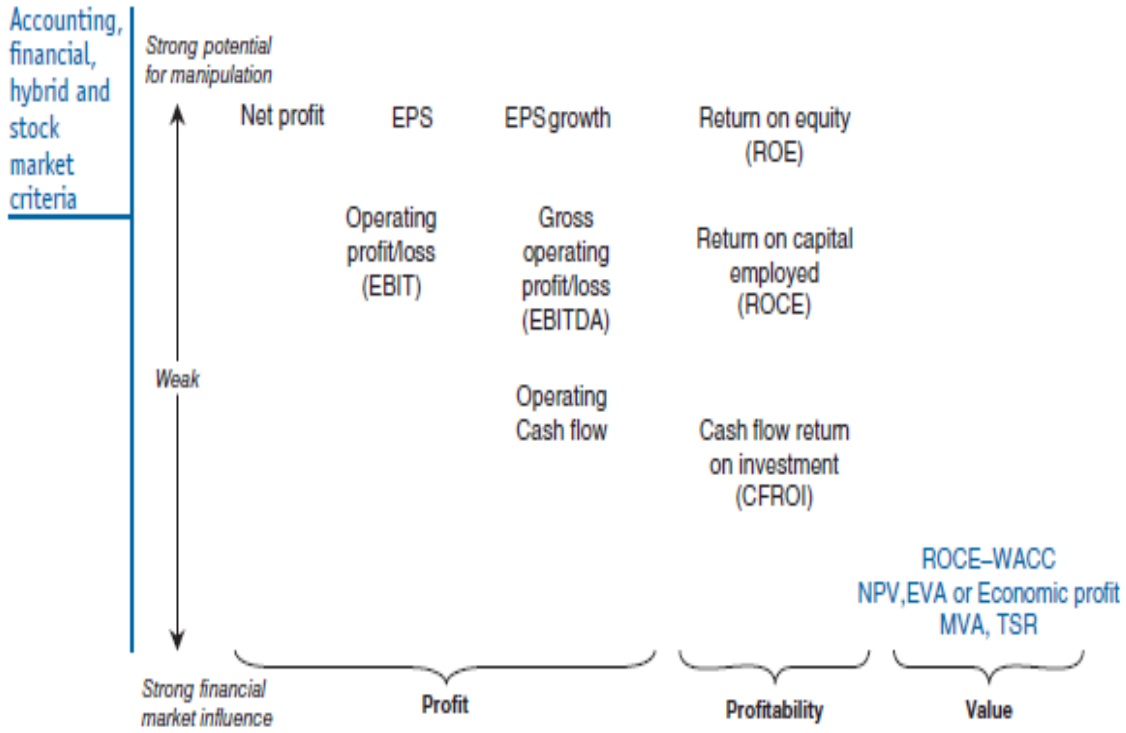 Accounting,
financial,
hybrid and
stock
market
criteria
Strong potential
for manipulation
Net profit
EPS
EPS growth
Return on equity
(ROE)
Operating
profit/loss
(EBIT)
Gross
operating
profit/loss
(EBITDA)
Return on capital
employed
(ROCE)
Weak
Operating
Cash flow
Cash flow return
on investment
(CFROI)
ROCE–WACC
NPV,EVA or Economic profit
MVA, TSR
Strong financial
market influence
Profit
Profitability
Value